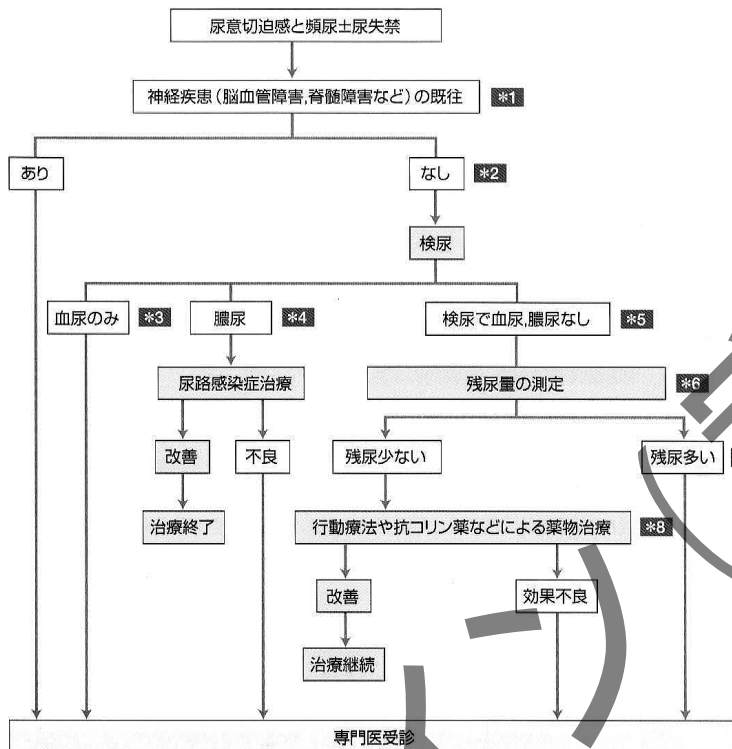 尿意切迫感と頻尿±尿失禁
神経疾患(脳血管障害,脊髄障害など)の既往 *1
あり
なし *2
検尿
血尿のみ *3
膿尿 *4
検尿で血尿,膿尿なし *5
尿路感染症治療
残尿量の測定 *6
改善
不良
残尿少ない
残尿多い
治療終了
行動療法や抗コリン薬などによる薬物治療 *8
改善
効果不良
治療継続
専門医受診